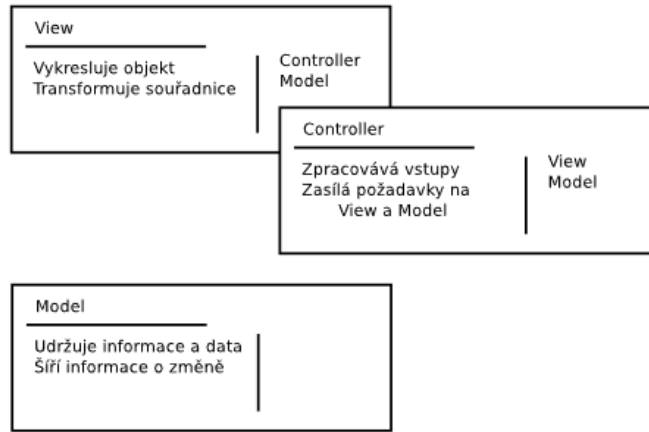 View
Vykresluje objekt
Transformuje souřadnice
Controller
Model
Controller
Zpracovává vstupy
Zasílá požadavky na
View a Model
View
Model
Model
Udržuje informace a data
Šíří informace o změně